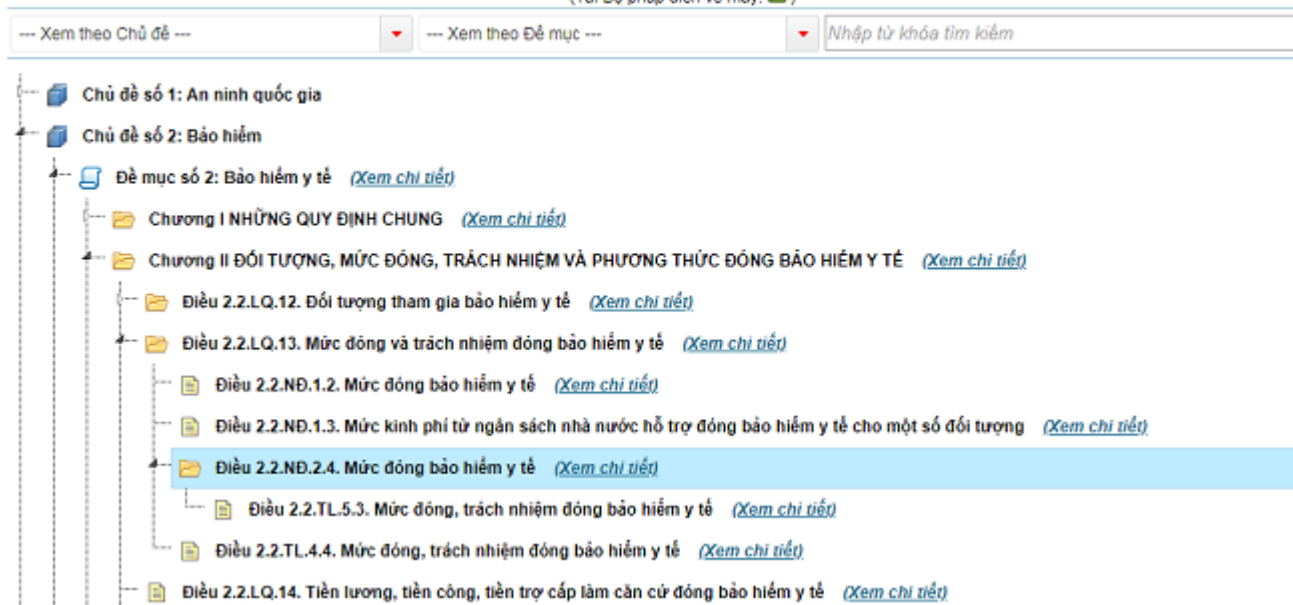 (Tải Bộ pháp điển về máy: )
--- Xem theo Chủ đề --- --- Xem theo Đề mục --- Nhập từ khóa tìm kiếm
Chủ đề số 1: An ninh quốc gia
Chủ đề số 2: Bảo hiểm
Đề mục số 2: Bảo hiểm y tế (Xem chi tiết)
Chương I NHỮNG QUY ĐỊNH CHUNG (Xem chi tiết)
Chương II ĐỐI TƯỢNG, MỨC ĐÓNG, TRÁCH NHIỆM VÀ PHƯƠNG THỨC ĐÓNG BẢO HIỂM Y TẾ (Xem chi tiết)
Điều 2.2.LQ.12. Đối tượng tham gia bảo hiểm y tế (Xem chi tiết)
Điều 2.2.LQ.13. Mức đóng và trách nhiệm đóng bảo hiểm y tế (Xem chi tiết)
Điều 2.2.NĐ.1.2. Mức đóng bảo hiểm y tế (Xem chi tiết)
Điều 2.2.NĐ.1.3. Mức kinh phí từ ngân sách nhà nước hỗ trợ đóng bảo hiểm y tế cho một số đối tượng (Xem chi tiết)
Điều 2.2.NĐ.2.4. Mức đóng bảo hiểm y tế (Xem chi tiết)
Điều 2.2.TL.5.3. Mức đóng, trách nhiệm đóng bảo hiểm y tế (Xem chi tiết)
Điều 2.2.TL.4.4. Mức đóng, trách nhiệm đóng bảo hiểm y tế (Xem chi tiết)
Điều 2.2.LQ.14. Tiền lương, tiền công, tiền trợ cấp làm căn cứ đóng bảo hiểm y tế (Xem chi tiết)